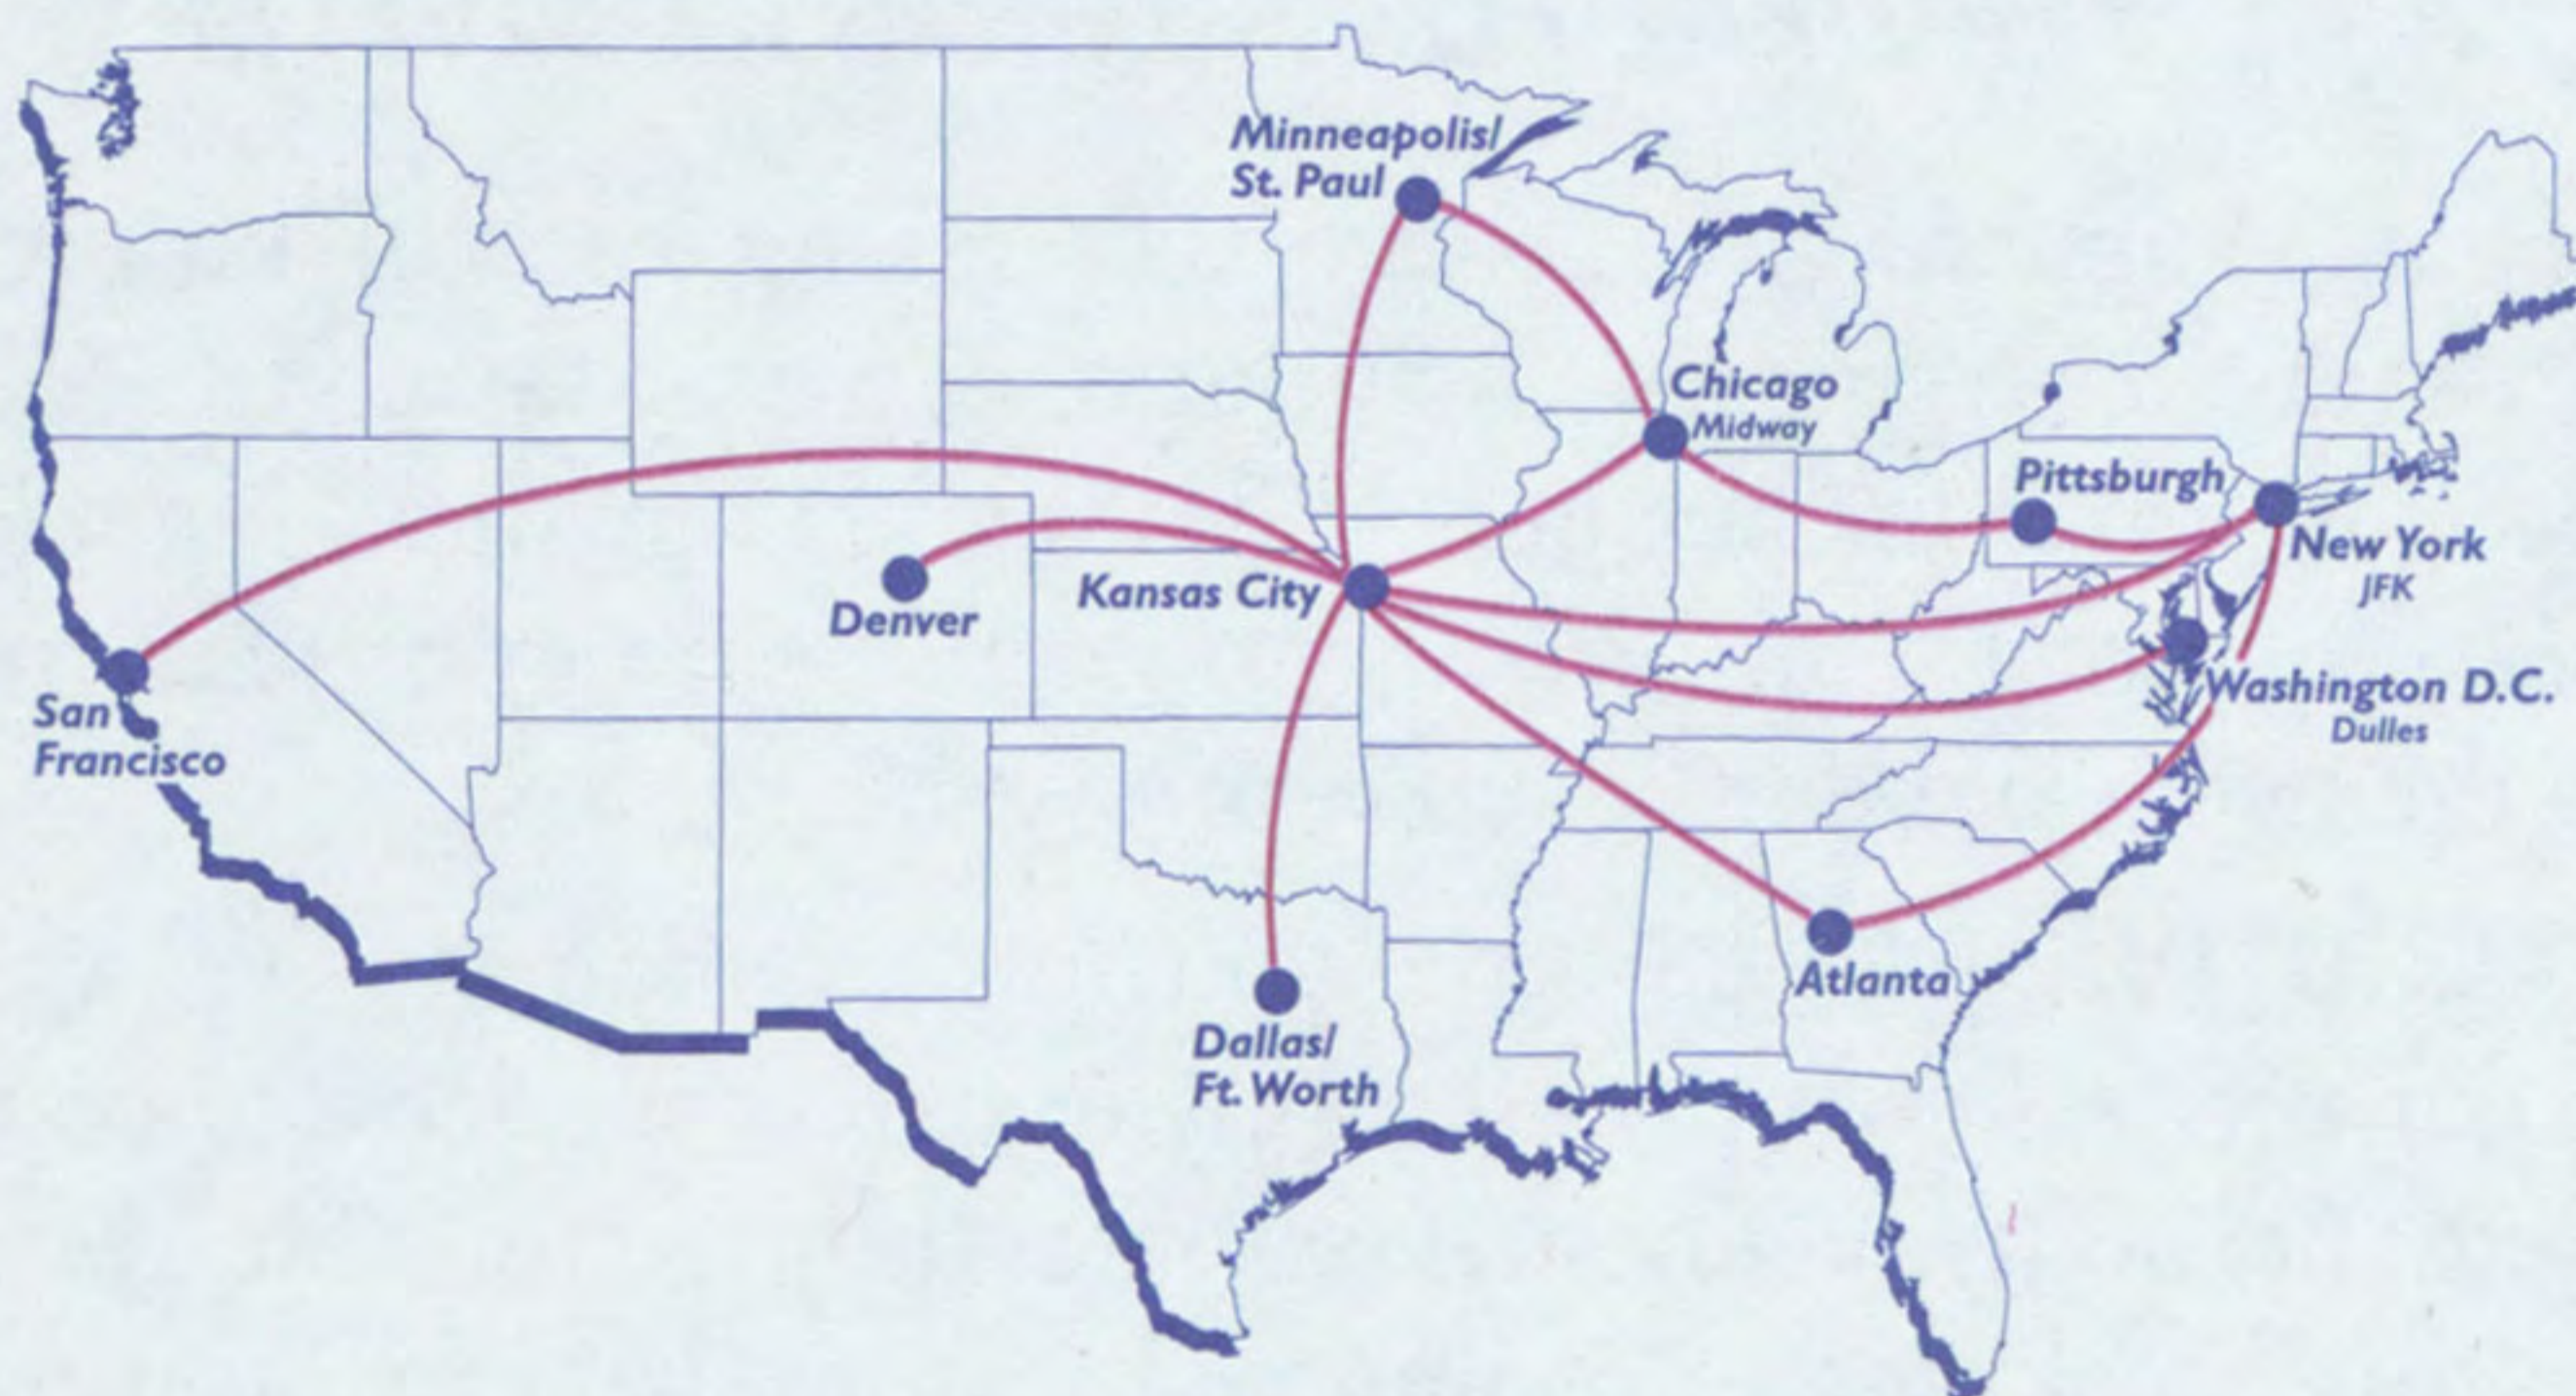 Minneapolis/
St. Paul
Chicago
Midway
Pittsburgh
New York
JFK
Kansas City
Denver
Washington D.C.
Dulles
San
Francisco
Atlanta
Dallas/
Ft. Worth